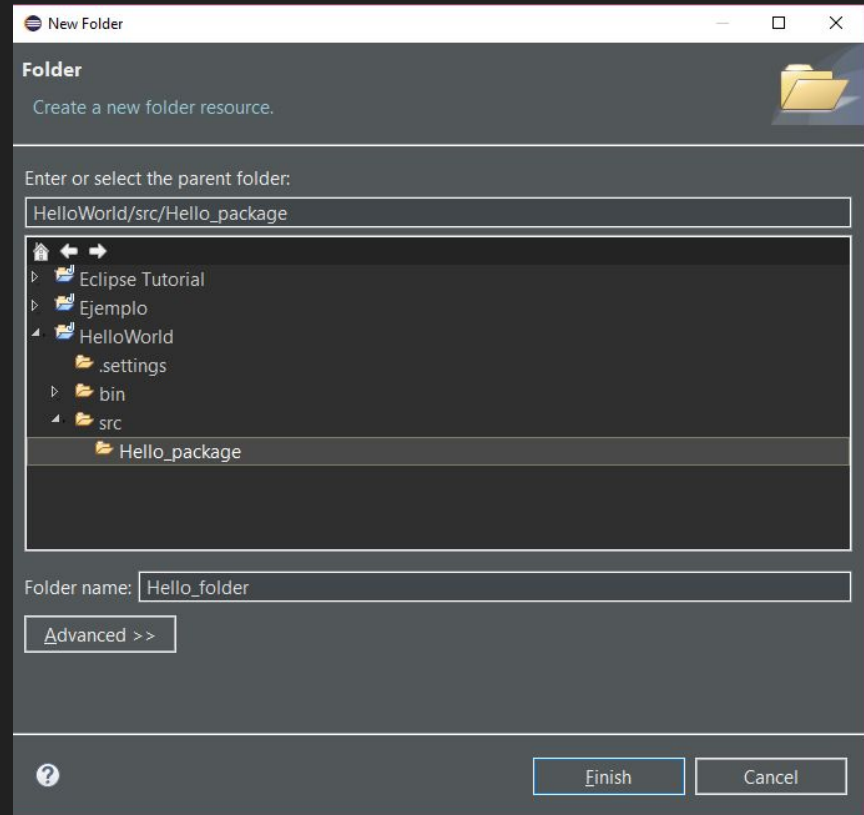 New Folder
Folder
Create a new folder resource.
Enter or select the parent folder:
HelloWorld/src/Hello_package
Eclipse Tutorial
Ejemplo
HelloWorld
.settings
bin
src
Hello_package
Folder name: Hello_folder
Advanced >>
Finish Cancel